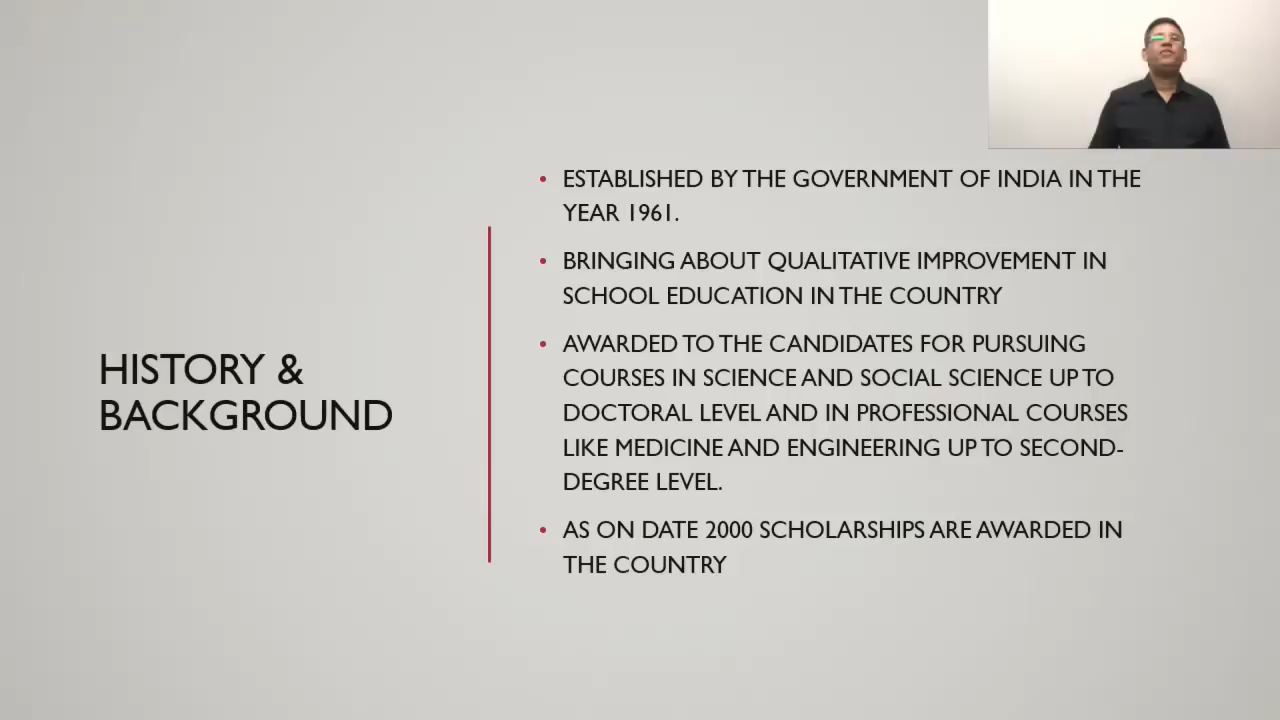 HISTORY &
BACKGROUND
• ESTABLISHED BY THE GOVERNMENT OF INDIA IN THE
YEAR 1961.
• BRINGING ABOUT QUALITATIVE IMPROVEMENT IN
SCHOOL EDUCATION IN THE COUNTRY
• AWARDED TO THE CANDIDATES FOR PURSUING
COURSES IN SCIENCE AND SOCIAL SCIENCE UP TO
DOCTORAL LEVEL AND IN PROFESSIONAL COURSES
LIKE MEDICINE AND ENGINEERING UP TO SECOND-
DEGREE LEVEL.
• AS ON DATE 2000 SCHOLARSHIPS ARE AWARDED IN
THE COUNTRY